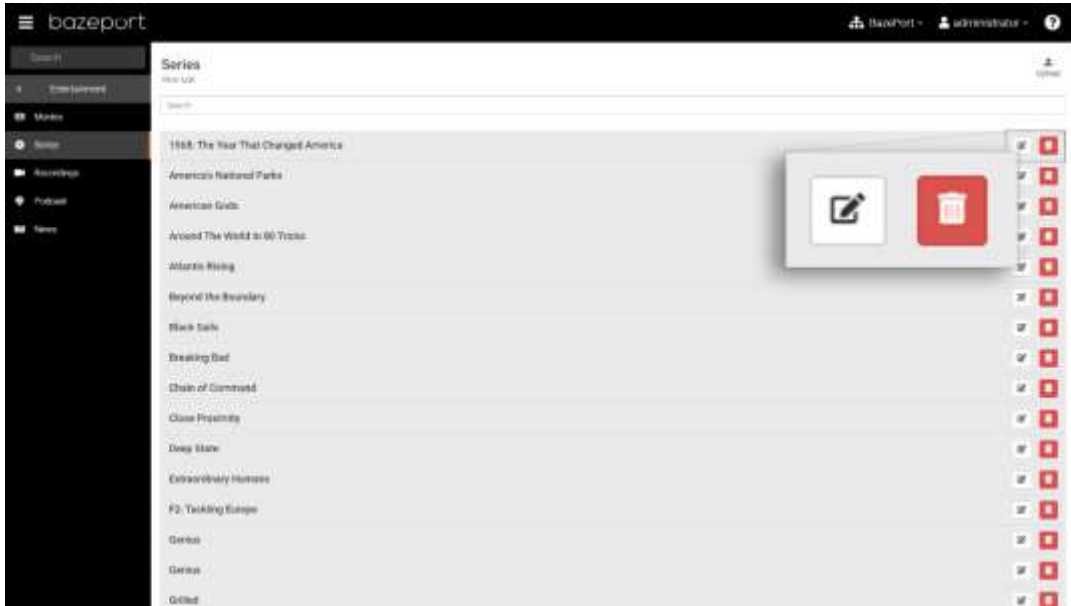 bazeport
BazePort
administrator
?
Search
Entertainment
Movies
Series
Recordings
Podcast
News
Series
Upload
Search
1968: The Year That Changed America
America's National Parks
American Gods
Around The World In 80 Tricks
Atlantis Rising
Beyond the Boundary
Black Sails
Breaking Bad
Chain of Command
Close Proximity
Deep State
Extraordinary Humans
F2: Tackling Europe
Genius
Genius
Grilled